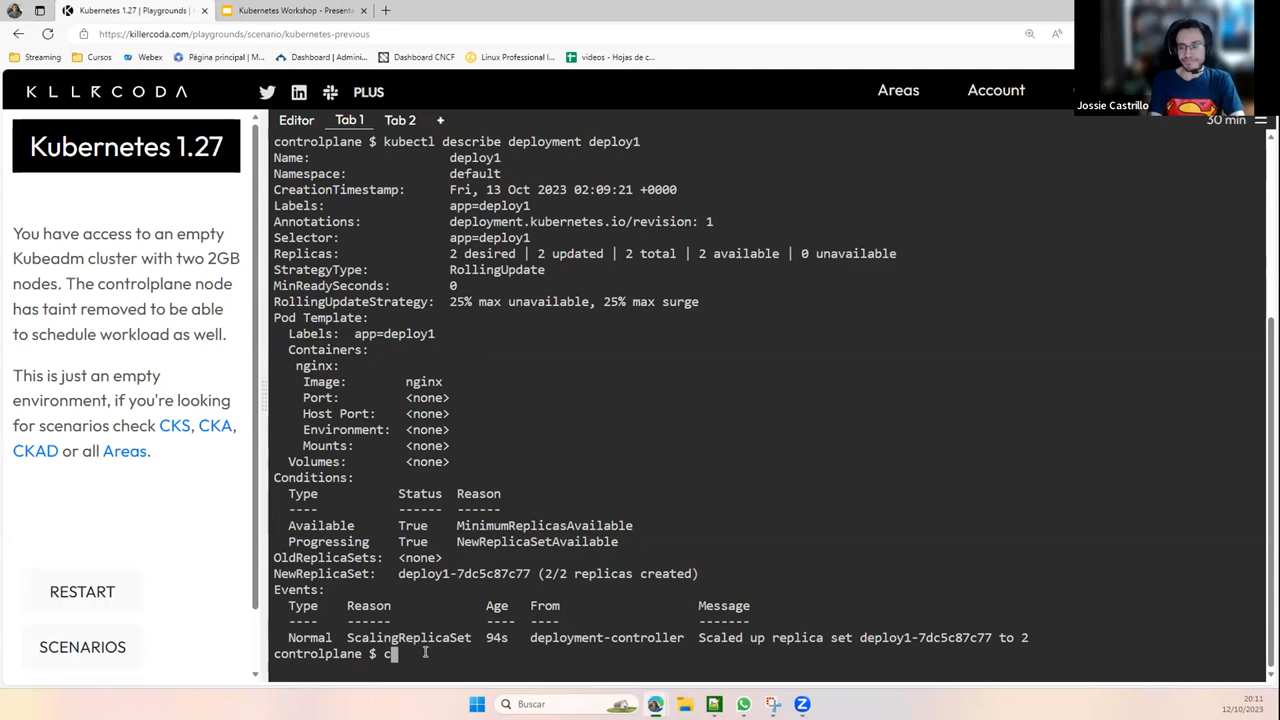 Kubernetes 1.27 | Playgrounds |
Kubernetes Workshop - Presenta
https://killercoda.com/playgrounds/scenario/kubernetes-previous
Streaming
Cursos
Webex
Página principal | M...
Dashboard | Admini...
Dashboard CNCF
Linux Professional I...
videos - Hojas de c...
Jossie Castrillo
KLLRKODA
PLUS
Areas
Account
Kubernetes 1.27
You have access to an empty
Kubeadm cluster with two 2GB
nodes. The controlplane node
has taint removed to be able
to schedule workload as well.
This is just an empty
environment, if you're looking
for scenarios check CKS, CKA,
CKAD or all Areas.
RESTART
SCENARIOS
Editor
Tab 1
Tab 2
+
30 min
controlplane $ kubectl describe deployment deploy1
Name: deploy1
Namespace: default
CreationTimestamp: Fri, 13 Oct 2023 02:09:21 +0000
Labels: app=deploy1
Annotations: deployment.kubernetes.io/revision: 1
Selector: app=deploy1
Replicas: 2 desired | 2 updated | 2 total | 2 available | 0 unavailable
StrategyType: RollingUpdate
MinReadySeconds: 0
RollingUpdateStrategy: 25% max unavailable, 25% max surge
Pod Template:
Labels: app=deploy1
Containers:
nginx:
Image: nginx
Port: <none>
Host Port: <none>
Environment: <none>
Mounts: <none>
Volumes: <none>
Conditions:
Type Status Reason
---- ------ ------
Available True MinimumReplicasAvailable
Progressing True NewReplicaSetAvailable
OldReplicaSets: <none>
NewReplicaSet: deploy1-7dc5c87c77 (2/2 replicas created)
Events:
Type Reason Age From Message
---- ------ ---- ---- -------
Normal ScalingReplicaSet 94s deployment-controller Scaled up replica set deploy1-7dc5c87c77 to 2
controlplane $ c
Buscar
20:11
12/10/2023